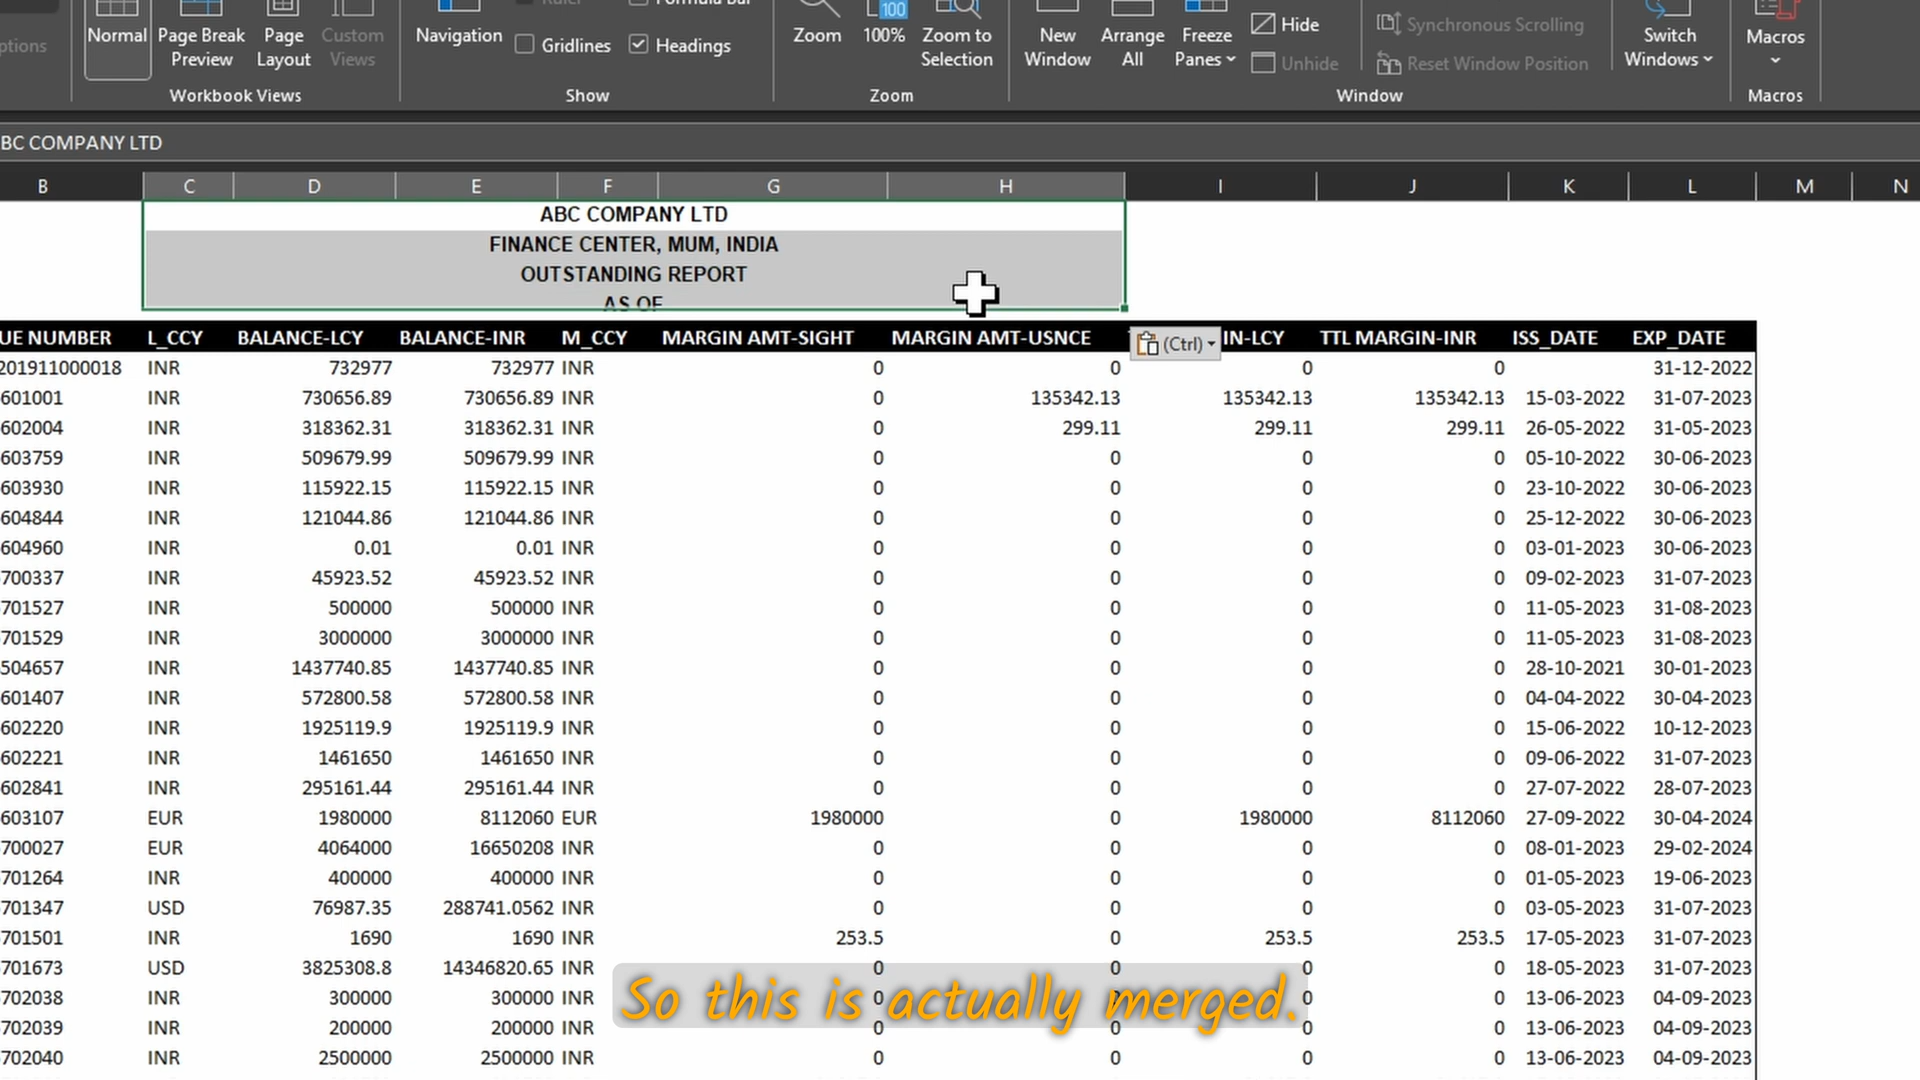 ptions Normal Page Break Preview Page Layout Custom Views Navigation Ruler Formula Bar Gridlines Headings Zoom 100 100% Zoom to Selection New Window Arrange All Freeze Panes Hide Unhide Synchronous Scrolling Reset Window Position Switch Windows Macros
Workbook Views Show Zoom Window Macros
BC COMPANY LTD
B C D E F G H I J K L M N
ABC COMPANY LTD
FINANCE CENTER, MUM, INDIA
OUTSTANDING REPORT
AS OF
UE NUMBER L_CCY BALANCE-LCY BALANCE-INR M_CCY MARGIN AMT-SIGHT MARGIN AMT-USNCE (Ctrl) IN-LCY TTL MARGIN-INR ISS_DATE EXP_DATE
201911000018 INR 732977 732977 INR 0 0 0 0 31-12-2022
601001 INR 730656.89 730656.89 INR 0 135342.13 135342.13 135342.13 15-03-2022 31-07-2023
602004 INR 318362.31 318362.31 INR 0 299.11 299.11 299.11 26-05-2022 31-05-2023
603759 INR 509679.99 509679.99 INR 0 0 0 0 05-10-2022 30-06-2023
603930 INR 115922.15 115922.15 INR 0 0 0 0 23-10-2022 30-06-2023
604844 INR 121044.86 121044.86 INR 0 0 0 0 25-12-2022 30-06-2023
604960 INR 0.01 0.01 INR 0 0 0 0 03-01-2023 30-06-2023
700337 INR 45923.52 45923.52 INR 0 0 0 0 09-02-2023 31-07-2023
701527 INR 500000 500000 INR 0 0 0 0 11-05-2023 31-08-2023
701529 INR 3000000 3000000 INR 0 0 0 0 11-05-2023 31-08-2023
504657 INR 1437740.85 1437740.85 INR 0 0 0 0 28-10-2021 30-01-2023
601407 INR 572800.58 572800.58 INR 0 0 0 0 04-04-2022 30-04-2023
602220 INR 1925119.9 1925119.9 INR 0 0 0 0 15-06-2022 10-12-2023
602221 INR 1461650 1461650 INR 0 0 0 0 09-06-2022 31-07-2023
602841 INR 295161.44 295161.44 INR 0 0 0 0 27-07-2022 28-07-2023
603107 EUR 1980000 8112060 EUR 1980000 0 1980000 8112060 27-09-2022 30-04-2024
700027 EUR 4064000 16650208 INR 0 0 0 0 08-01-2023 29-02-2024
701264 INR 400000 400000 INR 0 0 0 0 01-05-2023 19-06-2023
701347 USD 76987.35 288741.0562 INR 0 0 0 0 03-05-2023 31-07-2023
701501 INR 1690 1690 INR 253.5 0 253.5 253.5 17-05-2023 31-07-2023
701673 USD 3825308.8 14346820.65 INR 0 0 0 0 18-05-2023 31-07-2023
702038 INR 300000 300000 INR 0 0 0 0 13-06-2023 04-09-2023
702039 INR 200000 200000 INR 0 0 0 0 13-06-2023 04-09-2023
702040 INR 2500000 2500000 INR 0 0 0 0 13-06-2023 04-09-2023
So this is actually merged.